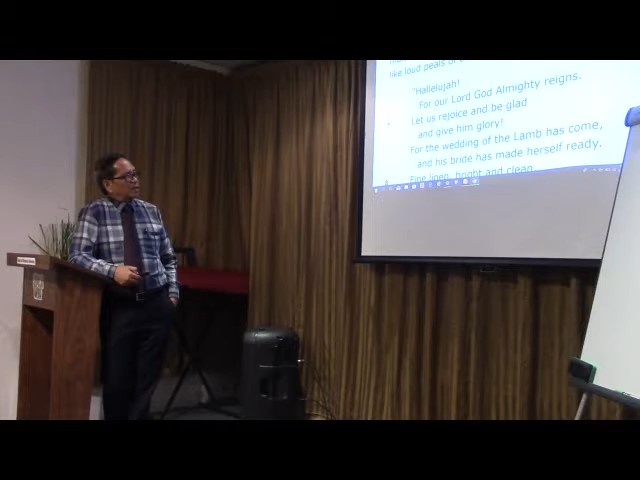 like loud peals of
"Hallelujah!
For our Lord God Almighty reigns.
Let us rejoice and be glad
and give him glory!
For the wedding of the Lamb has come,
and his bride has made herself ready.
Fine linen, bright and clean